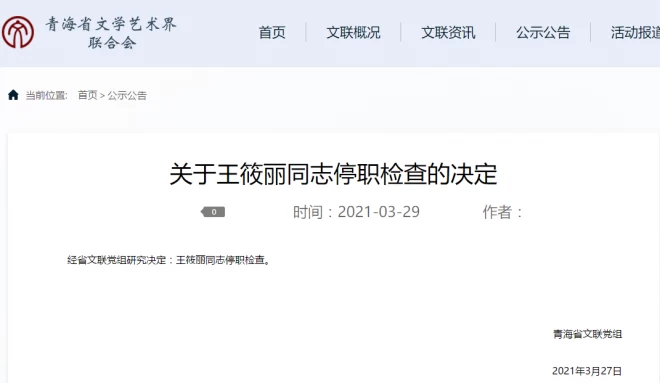 青海省文学艺术界
联合会
首页 文联概况 文联资讯 公示公告 活动报道
当前位置: 首页 > 公示公告
关于王筱丽同志停职检查的决定
0 时间：2021-03-29 作者：
经省文联党组研究决定：王筱丽同志停职检查。
青海省文联党组
2021年3月27日